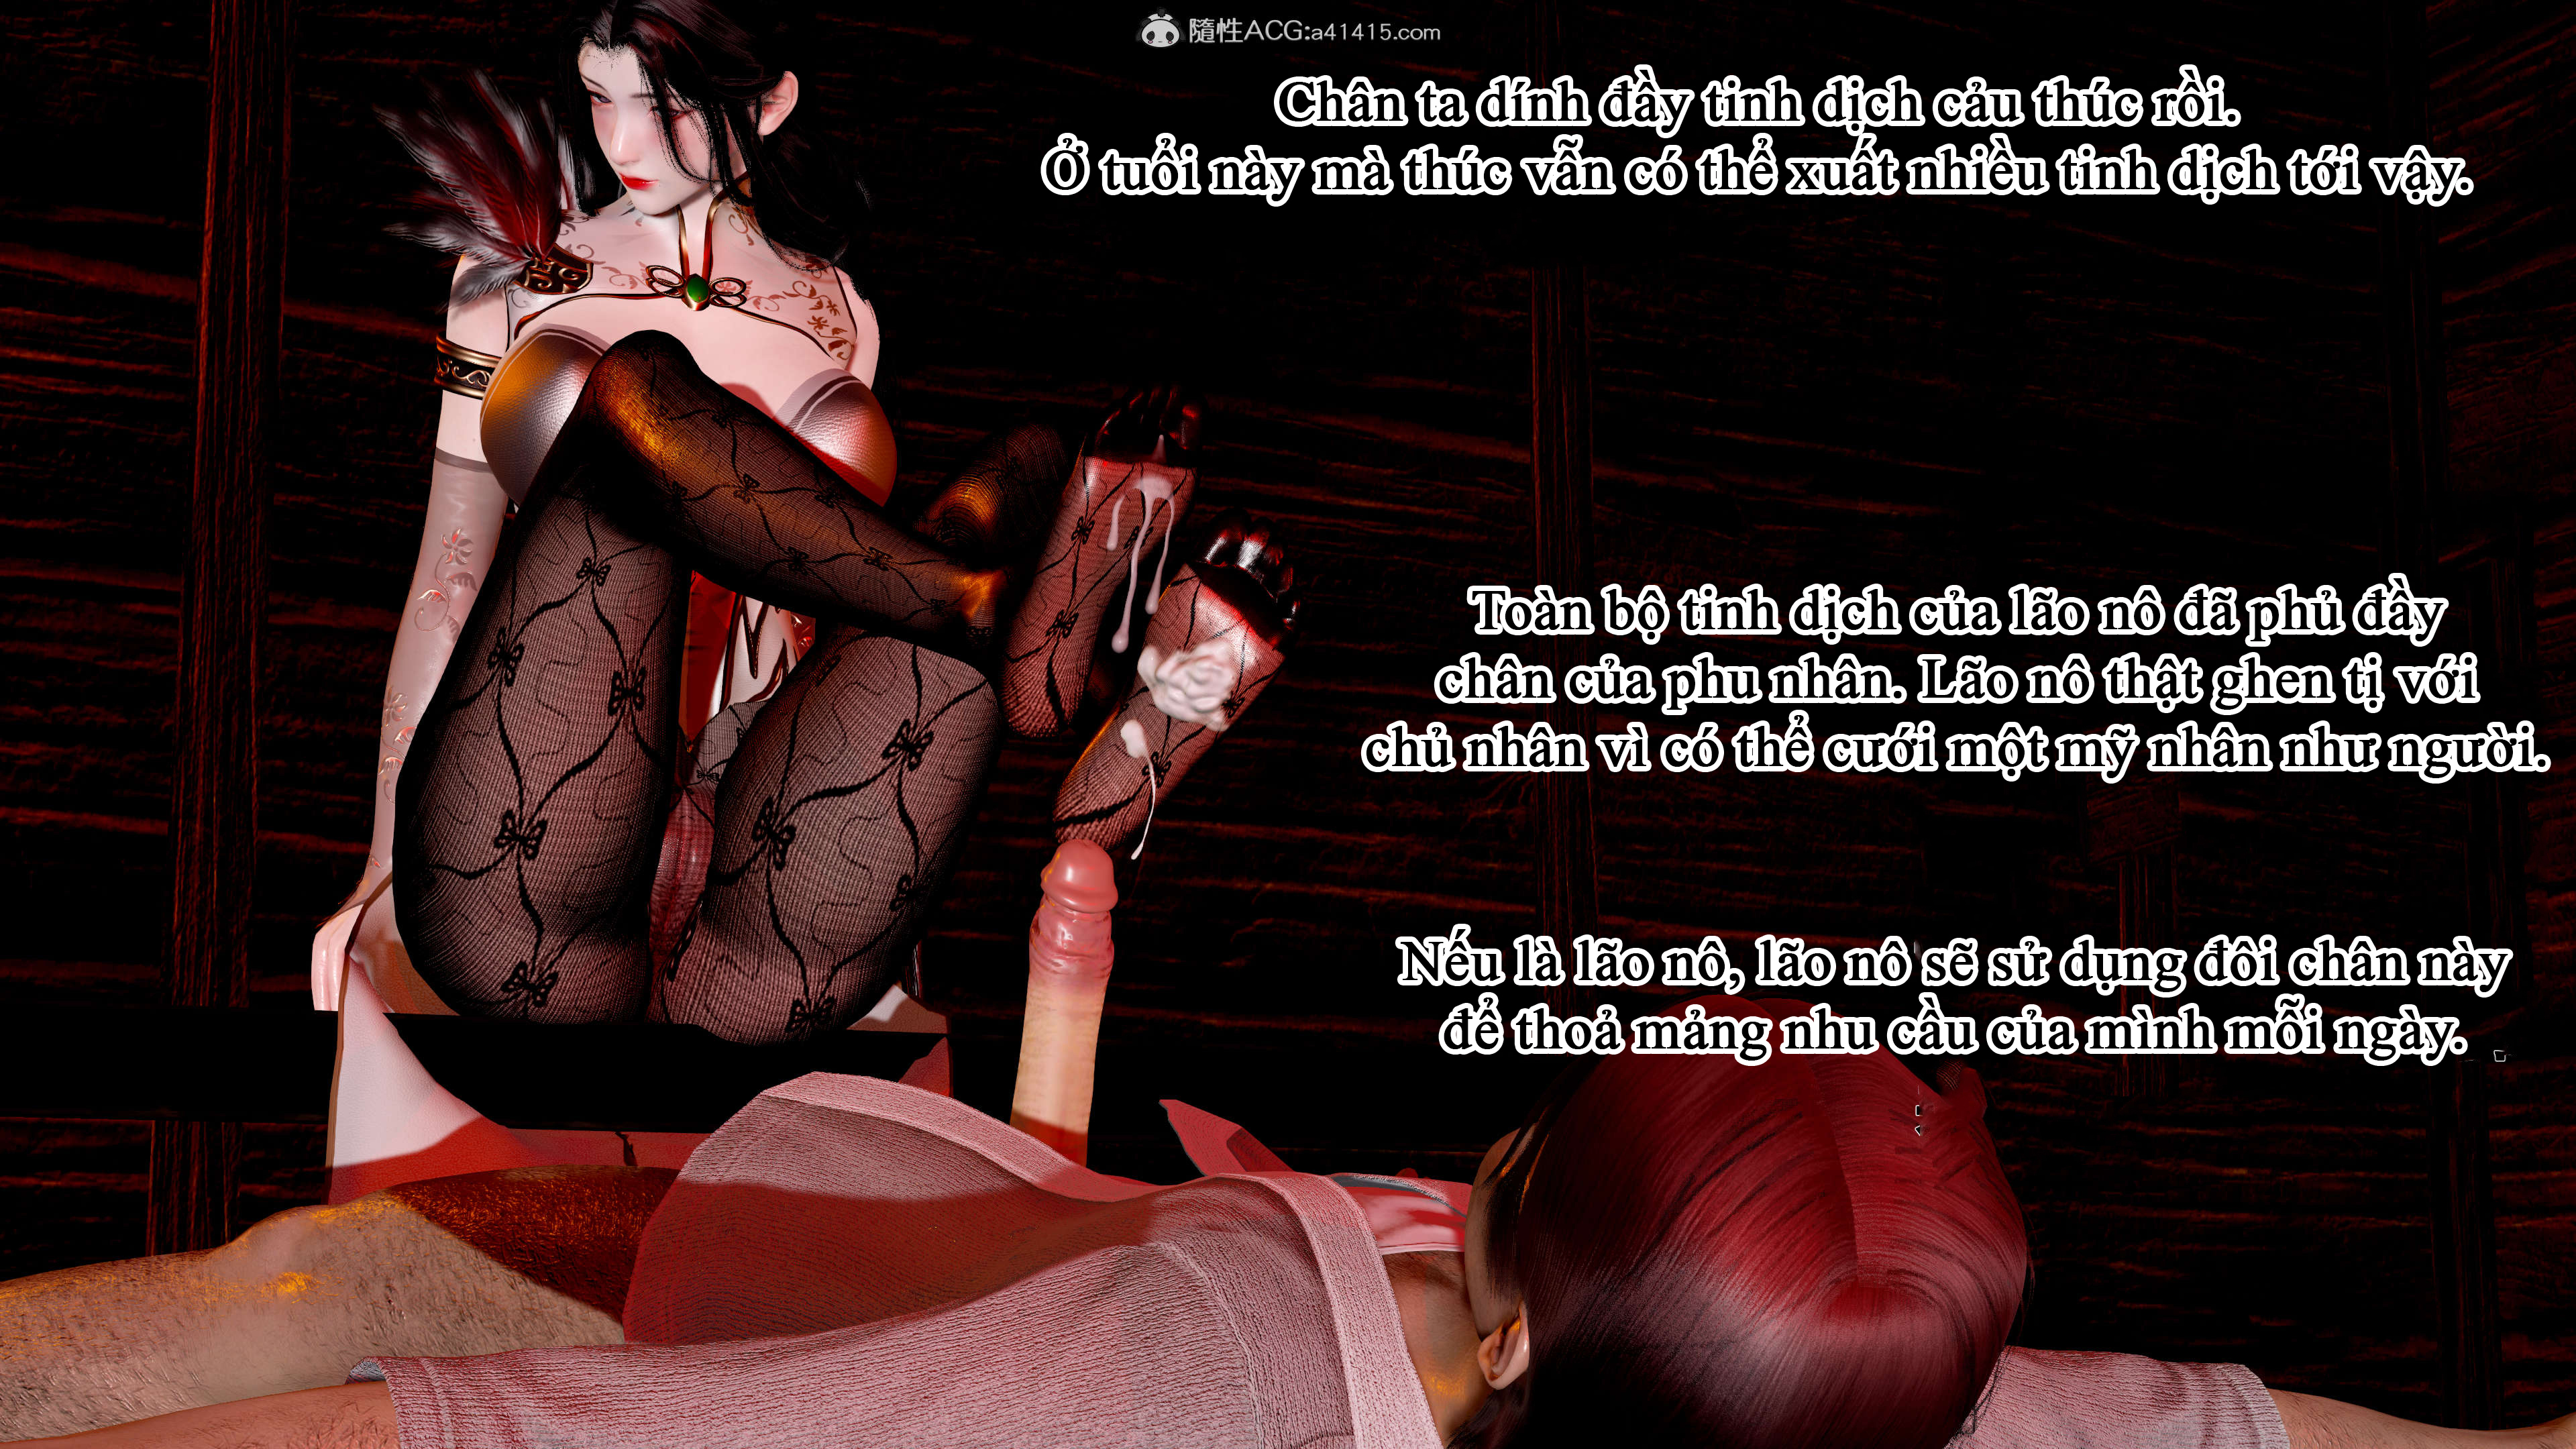 隨性ACG:a41415.com
Chân ta dính đầy tinh dịch cảu thúc rồi.
Ở tuổi này mà thúc vẫn có thể xuất nhiều tinh dịch tới vậy.
Toàn bộ tinh dịch của lão nô đã phủ đầy
chân của phu nhân. Lão nô thật ghen tị với
chủ nhân vì có thể cưới một mỹ nhân như người.
Nếu là lão nô, lão nô sẽ sử dụng đôi chân này
để thoả mảng nhu cầu của mình mỗi ngày.